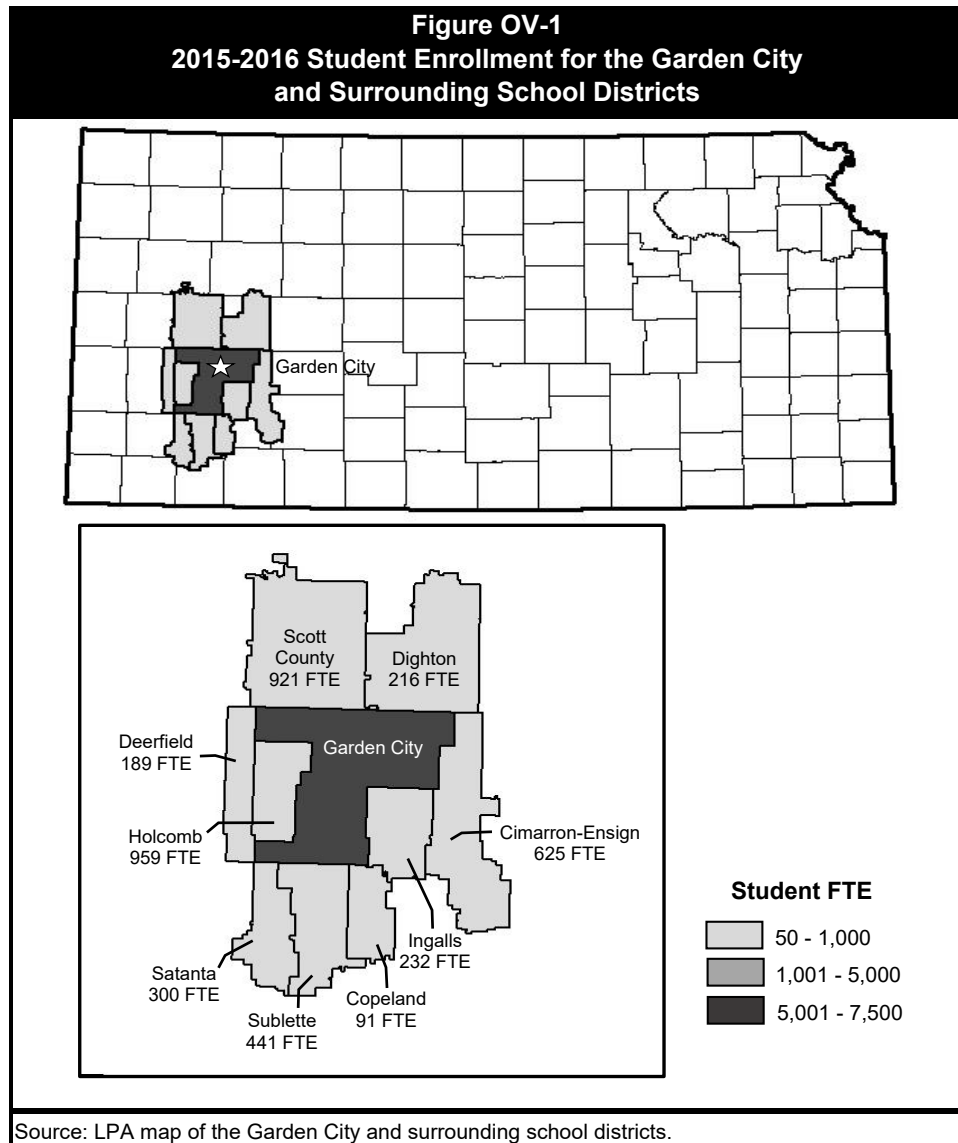 Figure OV-1
2015-2016 Student Enrollment for the Garden City
and Surrounding School Districts
Garden City
Scott
County
921 FTE
Dighton
216 FTE
Garden City
Deerfield
189 FTE
Holcomb
959 FTE
Cimarron-Ensign
625 FTE
Ingalls
232 FTE
Satanta
300 FTE
Copeland
91 FTE
Sublette
441 FTE
Student FTE
50 - 1,000
1,001 - 5,000
5,001 - 7,500
Source: LPA map of the Garden City and surrounding school districts.